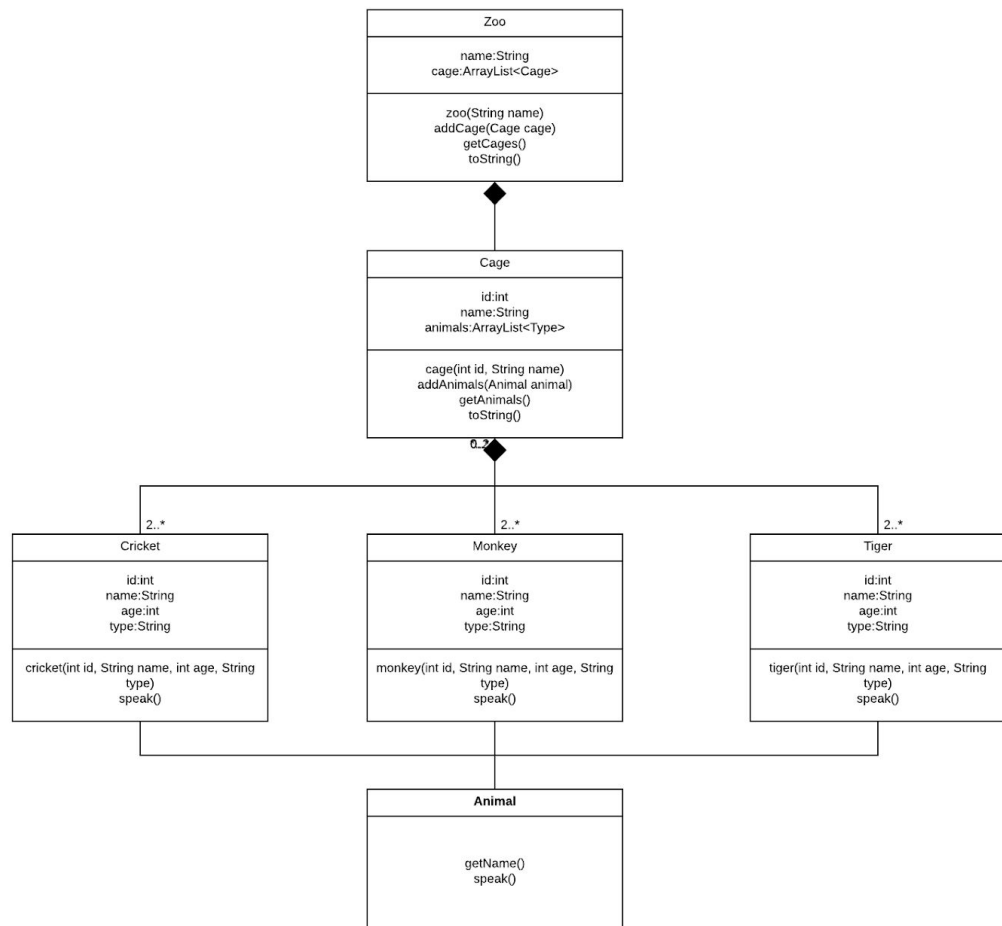 Zoo
name:String
cage:ArrayList<Cage>
zoo(String name)
addCage(Cage cage)
getCages()
toString()
Cage
id:int
name:String
animals:ArrayList<Type>
cage(int id, String name)
addAnimals(Animal animal)
getAnimals()
toString()
2..*
2..*
2..*
Cricket
id:int
name:String
age:int
type:String
cricket(int id, String name, int age, String
type)
speak()
Monkey
id:int
name:String
age:int
type:String
monkey(int id, String name, int age, String
type)
speak()
Tiger
id:int
name:String
age:int
type:String
tiger(int id, String name, int age, String
type)
speak()
Animal
getName()
speak()